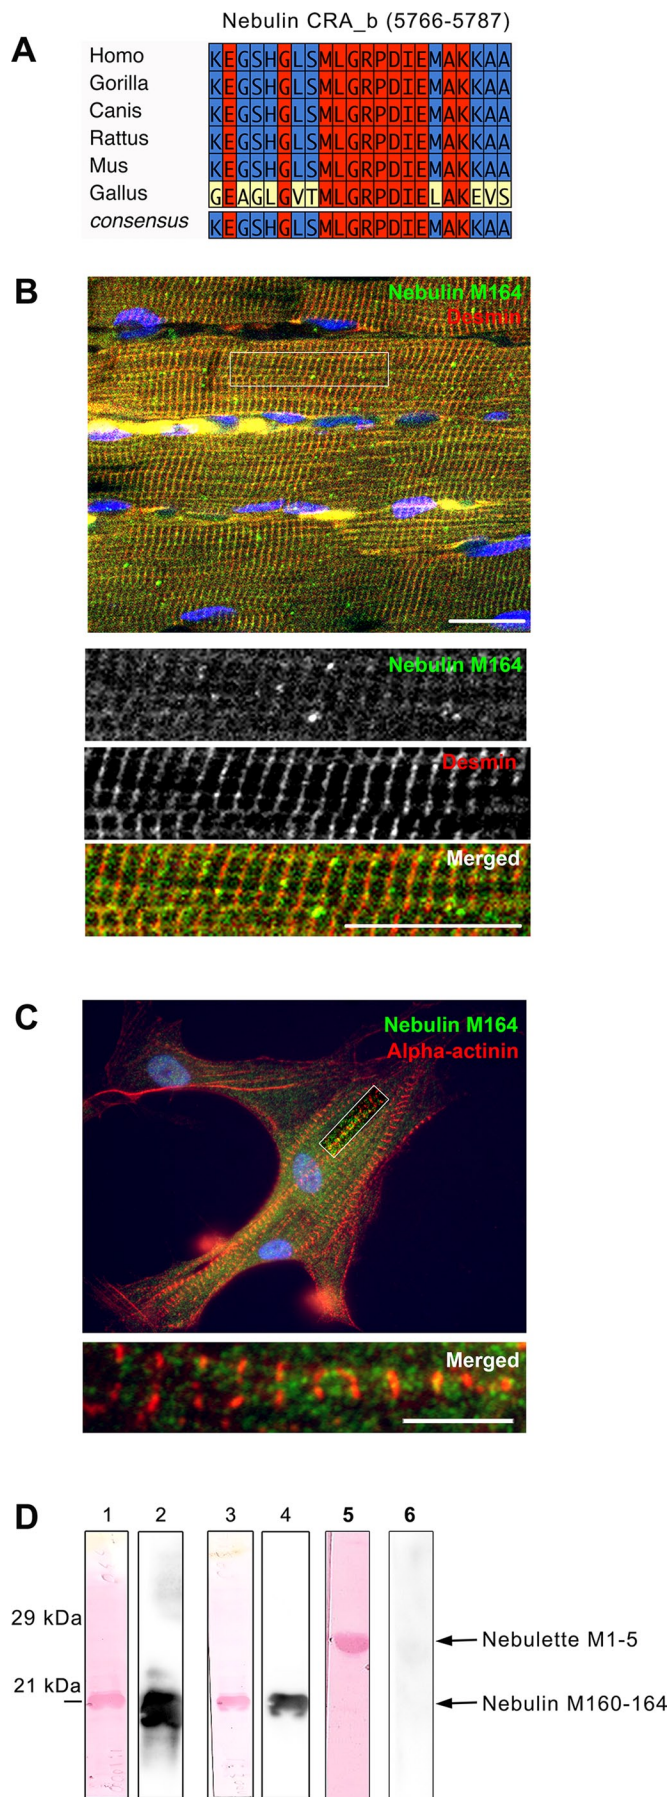 Nebulin CRA_b (5766-5787)
A
Homo KEGSHGLSMLGRPDIEMAKKAA
Gorilla KEGSHGLSMLGRPDIEMAKKAA
Canis KEGSHGLSMLGRPDIEMAKKAA
Rattus KEGSHGLSMLGRPDIEMAKKAA
Mus KEGSHGLSMLGRPDIEMAKKAA
Gallus GEAGLGVTMLGRPDIELAKEVS
consensus KEGSHGLSMLGRPDIEMAKKAA
B
Nebulin M164
Desmin
Nebulin M164
Desmin
Merged
C
Nebulin M164
Alpha-actinin
Merged
D
1 2 3 4 5 6
29 kDa
Nebulette M1-5
21 kDa
Nebulin M160-164